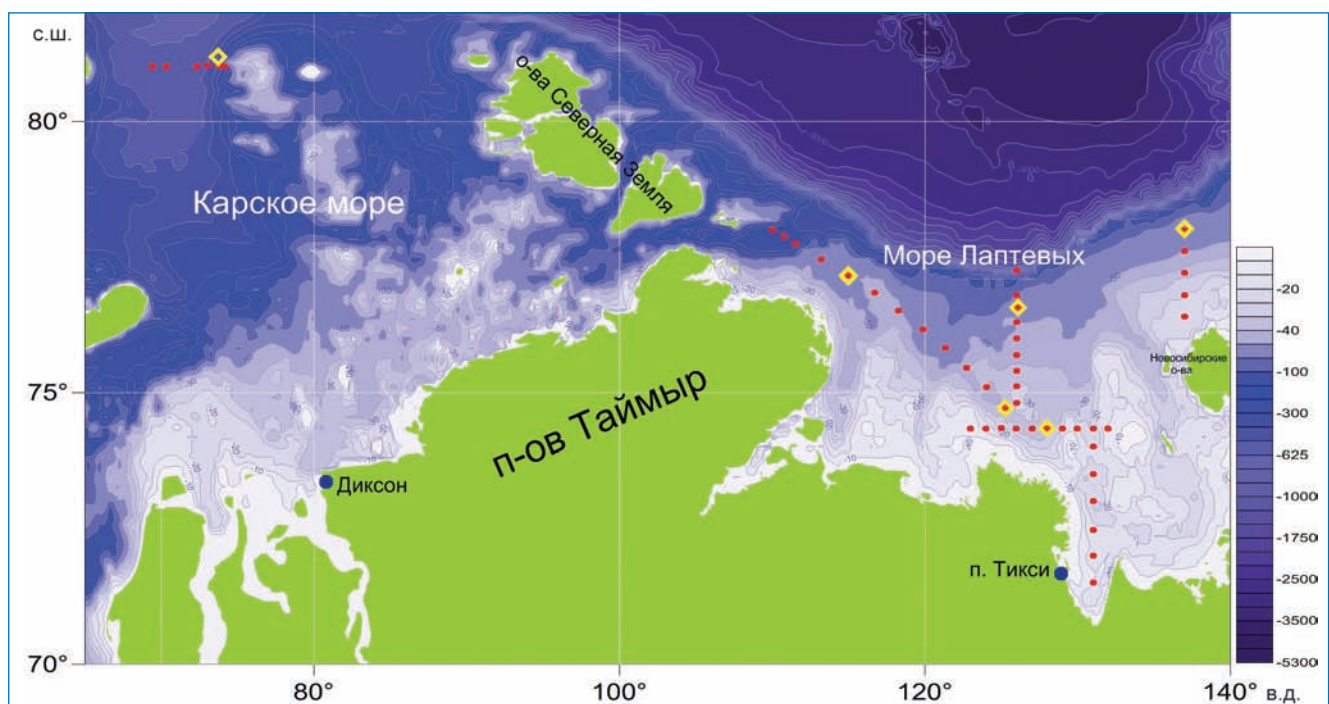 с.ш.
80°
75°
70°
о-ва Северная Земля
Карское море
Море Лаптевых
Новосибирские
о-ва
п-ов Таймыр
Диксон
п. Тикси
-20
-40
-100
-300
-625
-1000
-1750
-2500
-3500
-5300
80°
100°
120°
140° в.д.